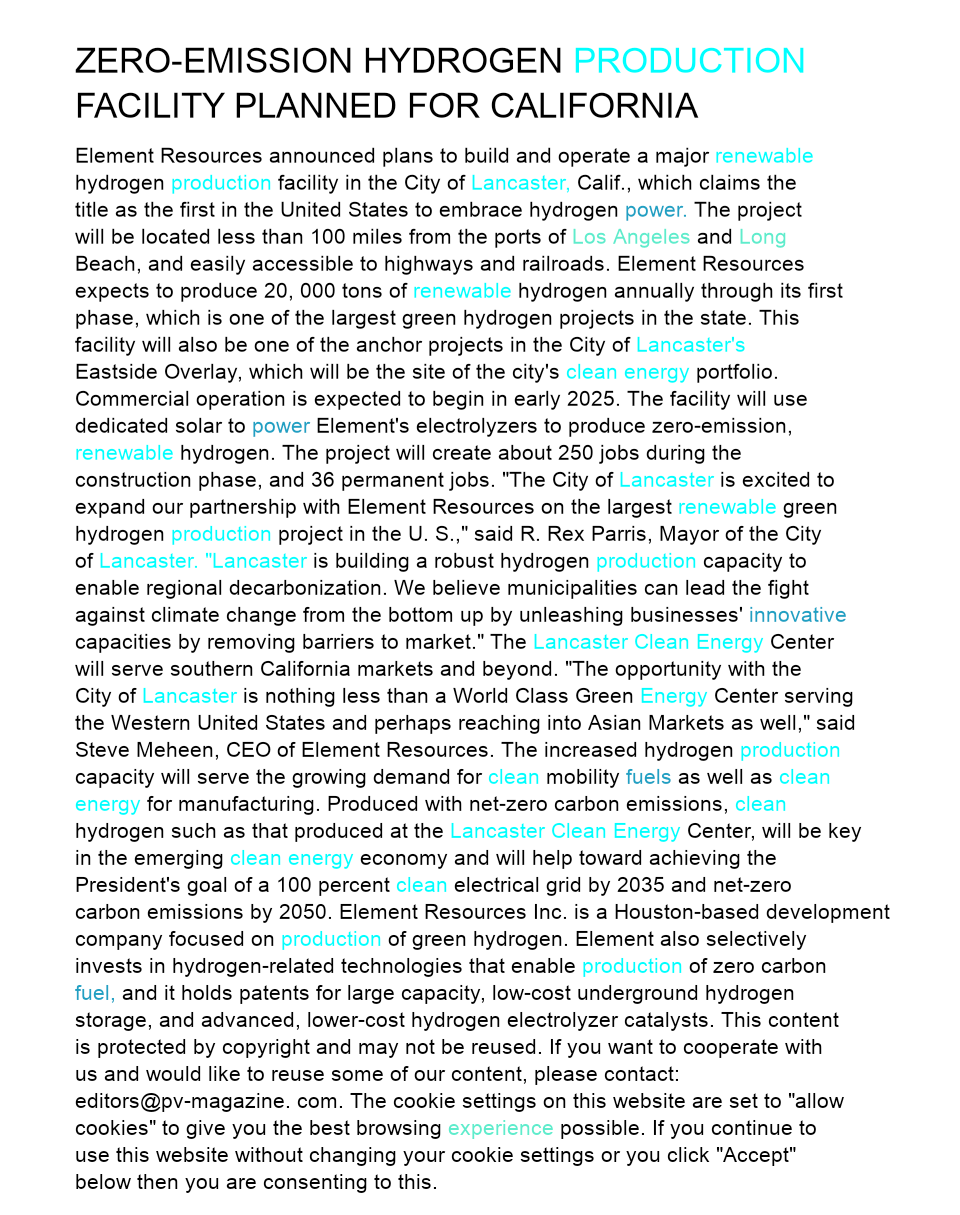 ZERO-EMISSION HYDROGEN PRODUCTION
FACILITY PLANNED FOR CALIFORNIA
Element Resources announced plans to build and operate a major renewable
hydrogen production facility in the City of Lancaster, Calif., which claims the
title as the first in the United States to embrace hydrogen power. The project
will be located less than 100 miles from the ports of Los Angeles and Long
Beach, and easily accessible to highways and railroads. Element Resources
expects to produce 20, 000 tons of renewable hydrogen annually through its first
phase, which is one of the largest green hydrogen projects in the state. This
facility will also be one of the anchor projects in the City of Lancaster's
Eastside Overlay, which will be the site of the city's clean energy portfolio.
Commercial operation is expected to begin in early 2025. The facility will use
dedicated solar to power Element's electrolyzers to produce zero-emission,
renewable hydrogen. The project will create about 250 jobs during the
construction phase, and 36 permanent jobs. "The City of Lancaster is excited to
expand our partnership with Element Resources on the largest renewable green
hydrogen production project in the U. S.," said R. Rex Parris, Mayor of the City
of Lancaster. "Lancaster is building a robust hydrogen production capacity to
enable regional decarbonization. We believe municipalities can lead the fight
against climate change from the bottom up by unleashing businesses' innovative
capacities by removing barriers to market." The Lancaster Clean Energy Center
will serve southern California markets and beyond. "The opportunity with the
City of Lancaster is nothing less than a World Class Green Energy Center serving
the Western United States and perhaps reaching into Asian Markets as well," said
Steve Meheen, CEO of Element Resources. The increased hydrogen production
capacity will serve the growing demand for clean mobility fuels as well as clean
energy for manufacturing. Produced with net-zero carbon emissions, clean
hydrogen such as that produced at the Lancaster Clean Energy Center, will be key
in the emerging clean energy economy and will help toward achieving the
President's goal of a 100 percent clean electrical grid by 2035 and net-zero
carbon emissions by 2050. Element Resources Inc. is a Houston-based development
company focused on production of green hydrogen. Element also selectively
invests in hydrogen-related technologies that enable production of zero carbon
fuel, and it holds patents for large capacity, low-cost underground hydrogen
storage, and advanced, lower-cost hydrogen electrolyzer catalysts. This content
is protected by copyright and may not be reused. If you want to cooperate with
us and would like to reuse some of our content, please contact:
editors@pv-magazine. com. The cookie settings on this website are set to "allow
cookies" to give you the best browsing experience possible. If you continue to
use this website without changing your cookie settings or you click "Accept"
below then you are consenting to this.